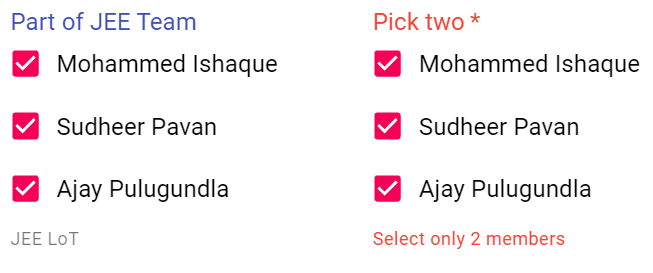 Part of JEE Team
Mohammed Ishaque
Sudheer Pavan
Ajay Pulugundla
JEE LoT
Pick two *
Mohammed Ishaque
Sudheer Pavan
Ajay Pulugundla
Select only 2 members